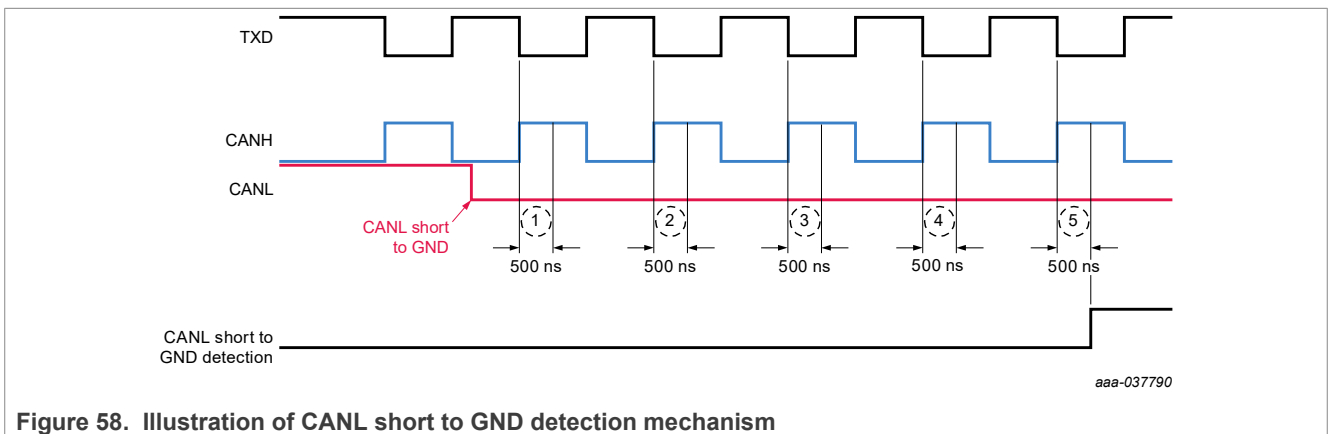 TXD
CANH
CANL
CANL short
to GND
1
2
3
4
5
500 ns
500 ns
500 ns
500 ns
500 ns
CANL short to
GND detection
aaa-037790
Figure 58. Illustration of CANL short to GND detection mechanism